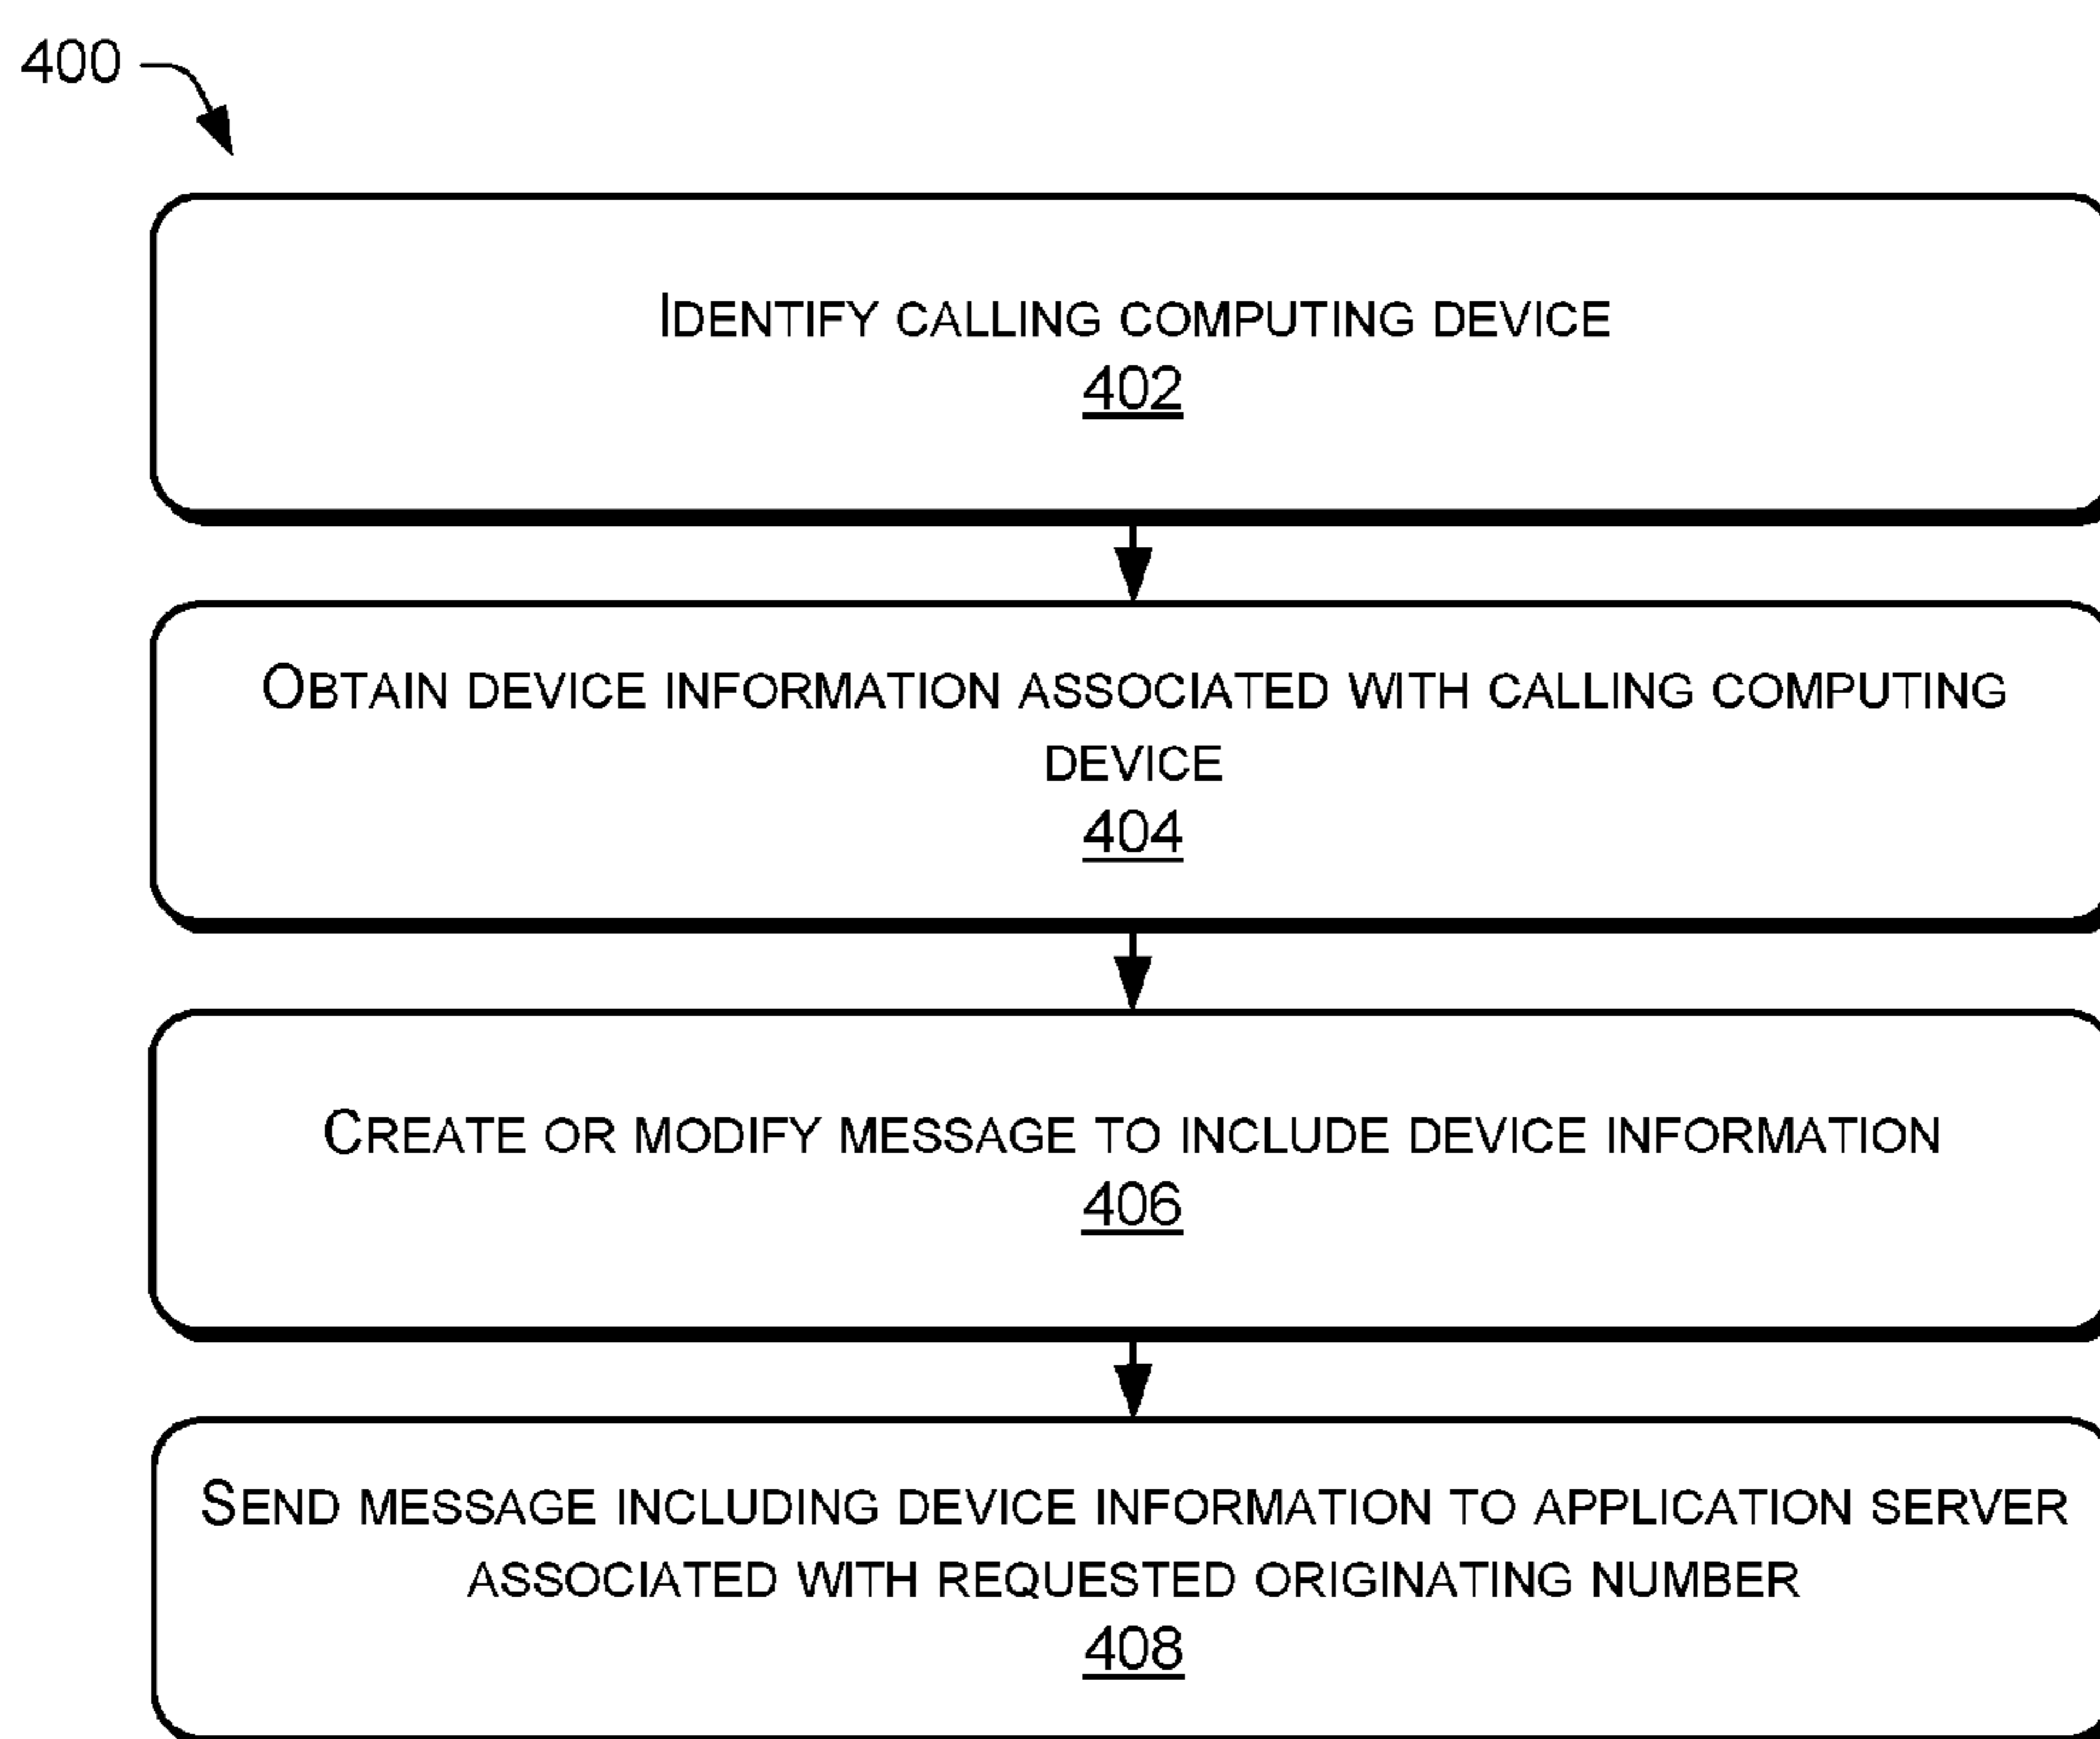 400
IDENTIFY CALLING COMPUTING DEVICE
402
OBTAIN DEVICE INFORMATION ASSOCIATED WITH CALLING COMPUTING
DEVICE
404
CREATE OR MODIFY MESSAGE TO INCLUDE DEVICE INFORMATION
406
SEND MESSAGE INCLUDING DEVICE INFORMATION TO APPLICATION SERVER
ASSOCIATED WITH REQUESTED ORIGINATING NUMBER
408